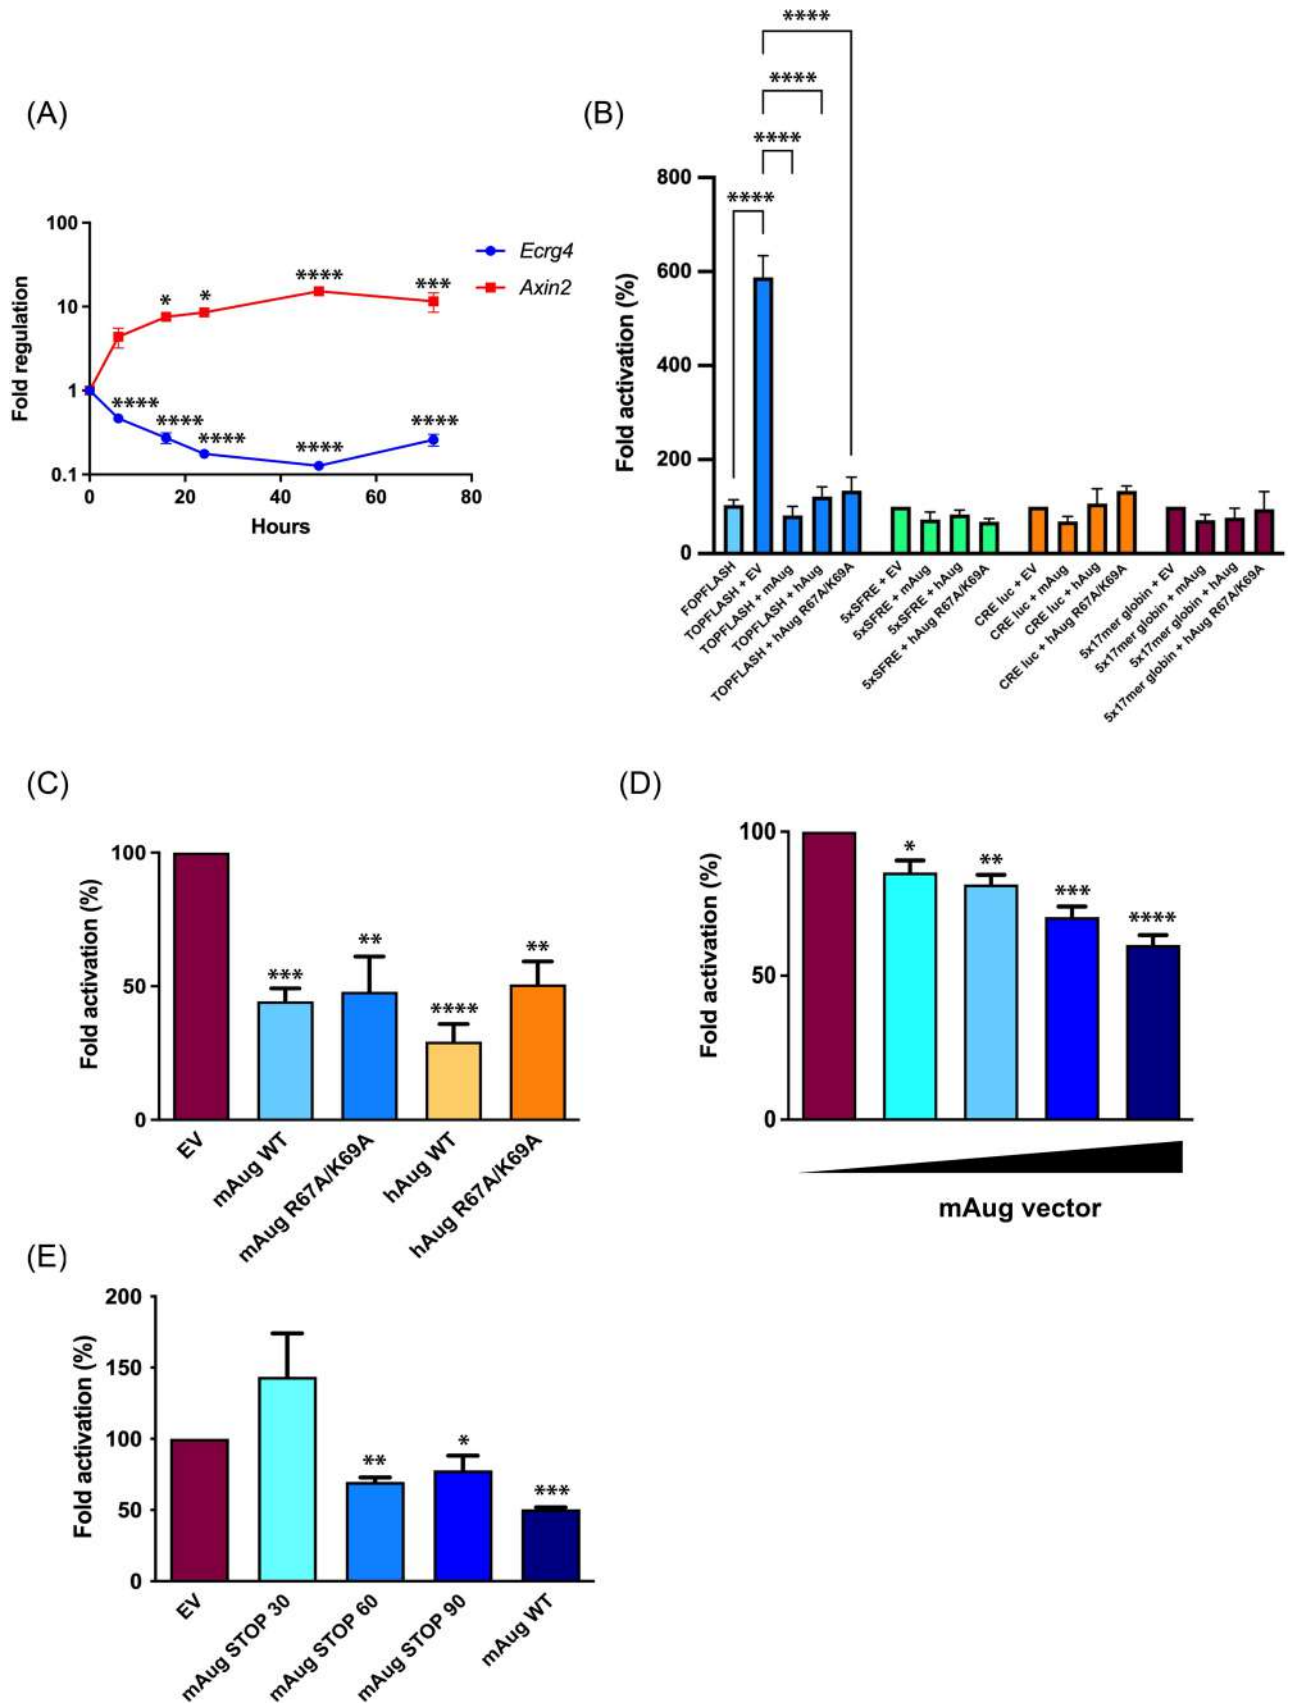 (A)
100
10
1
0.1
Fold regulation
0
20
40
60
80
Hours
Ecrg4
Axin2
*
*
****
***
****
****
****
****
****
(B)
****
****
****
****
800
600
400
200
0
Fold activation (%)
FOPFLASH
TOPFLASH + EV
TOPFLASH + mAug
TOPFLASH + hAug
TOPFLASH + hAug R67A/K69A
5xSFRE + EV
5xSFRE + mAug
5xSFRE + hAug
5xSFRE + hAug R67A/K69A
CRE luc + EV
CRE luc + mAug
CRE luc + hAug
CRE luc + hAug R67A/K69A
5x17mer globin + EV
5x17mer globin + mAug
5x17mer globin + hAug
5x17mer globin + hAug R67A/K69A
(C)
100
50
0
Fold activation (%)
***
**
****
**
EV
mAug WT
mAug R67A/K69A
hAug WT
hAug R67A/K69A
(D)
100
50
0
Fold activation (%)
*
**
***
****
mAug vector
(E)
200
150
100
50
0
Fold activation (%)
**
*
***
EV
mAug STOP 30
mAug STOP 60
mAug STOP 90
mAug WT